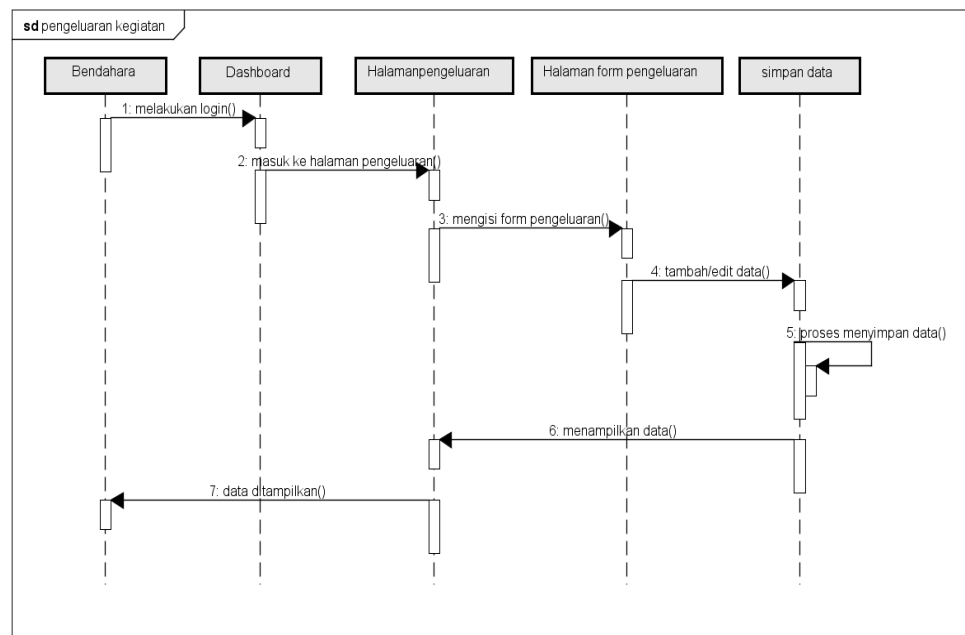 sd pengeluaran kegiatan
Bendahara
Dashboard
Halamanpengeluaran
Halaman form pengeluaran
simpan data
1: melakukan login()
2: masuk ke halaman pengeluaran()
3: mengisi form pengeluaran()
4: tambah/edit data()
5: proses menyimpan data()
6: menampilkan data()
7: data ditampilkan()